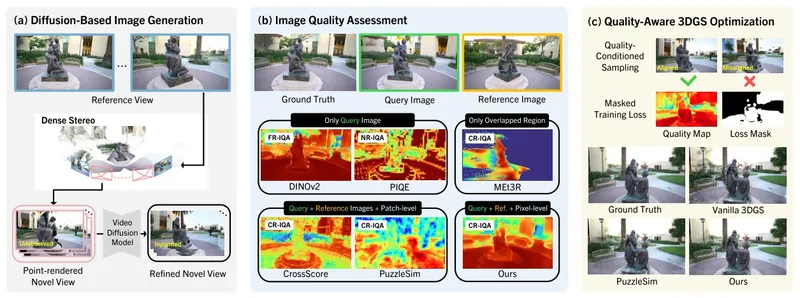 (a) Diffusion-Based Image Generation
...
Reference View
Dense Stereo
Unobserved
Point-rendered
Novel View
Video
Diffusion
Model
Inpainted
Refined Novel View
(b) Image Quality Assessment
Ground Truth
Query Image
Reference Image
Only Query Image
FR-IQA
DINOv2
NR-IQA
PIQE
Only Overlapped Region
CR-IQA
MEt3R
Query + Reference Images + Patch-level
CR-IQA
CrossScore
CR-IQA
PuzzleSim
Query + Ref. + Pixel-level
CR-IQA
Ours
(c) Quality-Aware 3DGS Optimization
Quality-
Conditioned
Sampling
Aligned
Misaligned
Masked
Training Loss
Quality Map
Loss Mask
Ground Truth
Vanilla 3DGS
PuzzleSim
Ours